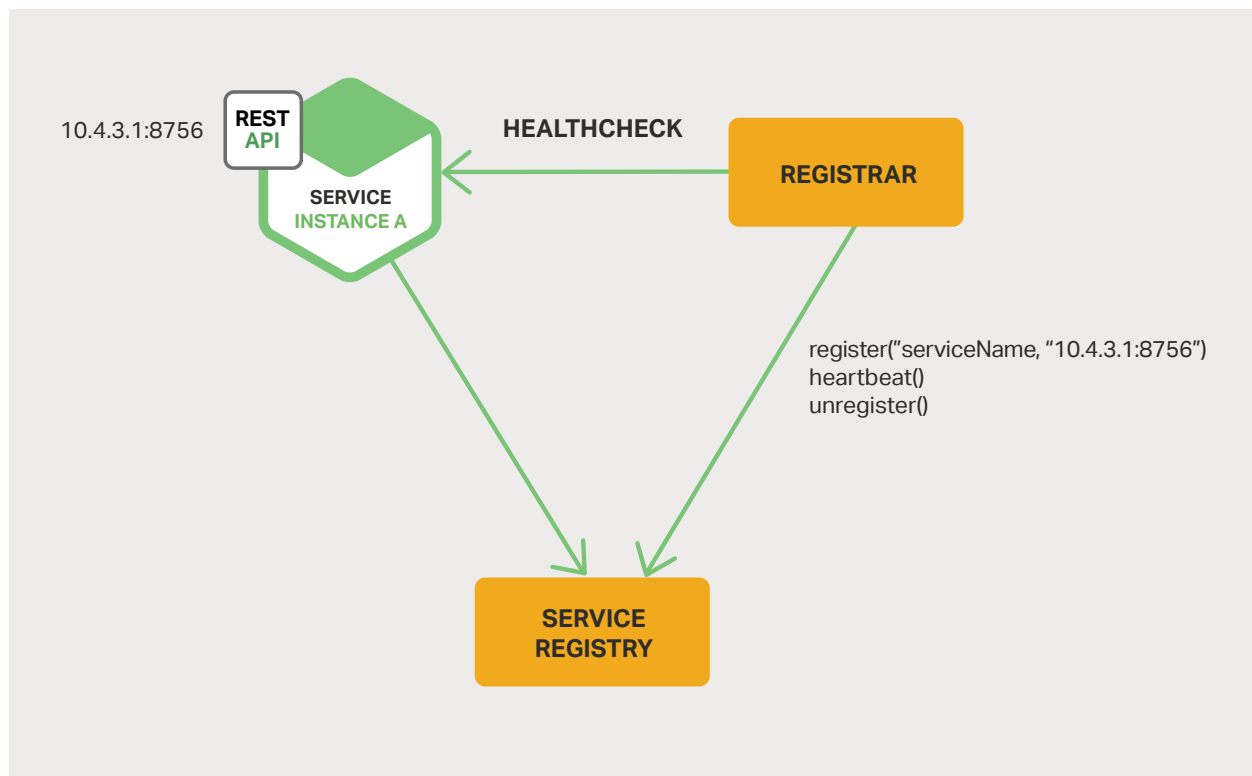 10.4.3.1:8756
REST
API
SERVICE
INSTANCE A
HEALTHCHECK
REGISTRAR
register(”serviceName, “10.4.3.1:8756”)
heartbeat()
unregister()
SERVICE
REGISTRY